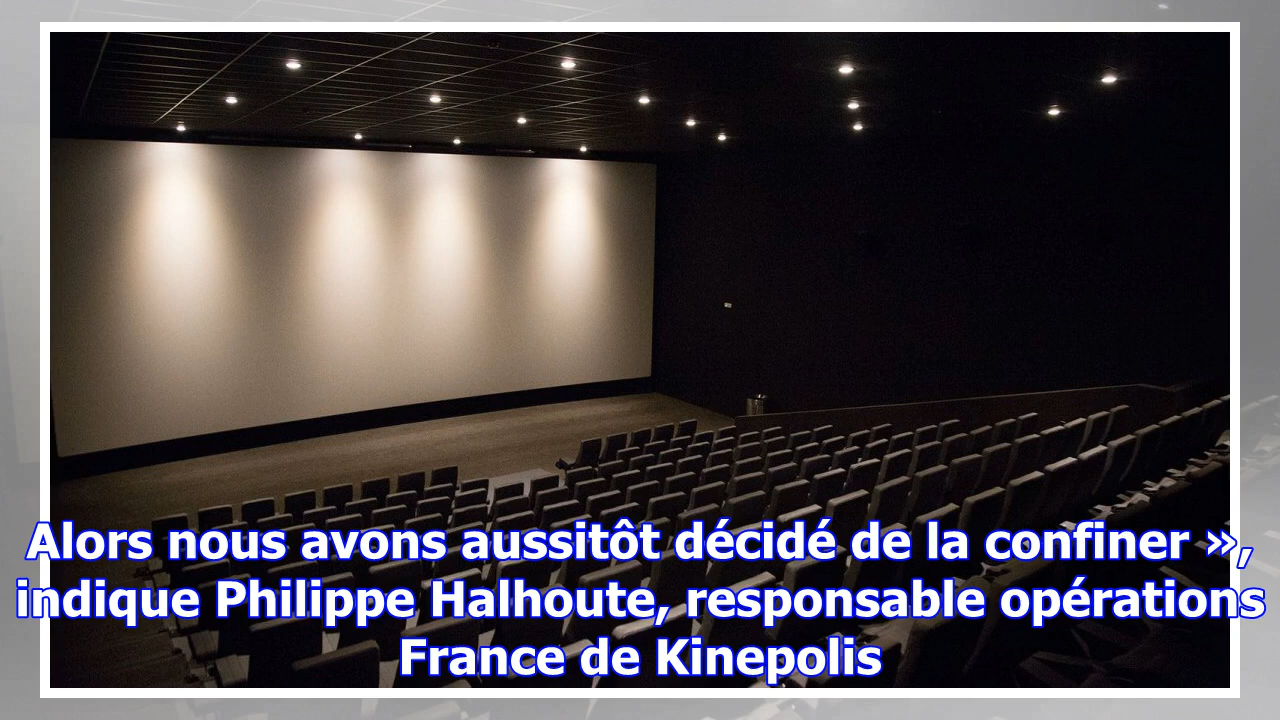 Alors nous avons aussitôt décidé de la confiner »,
indique Philippe Halhoute, responsable opérations
France de Kinepolis